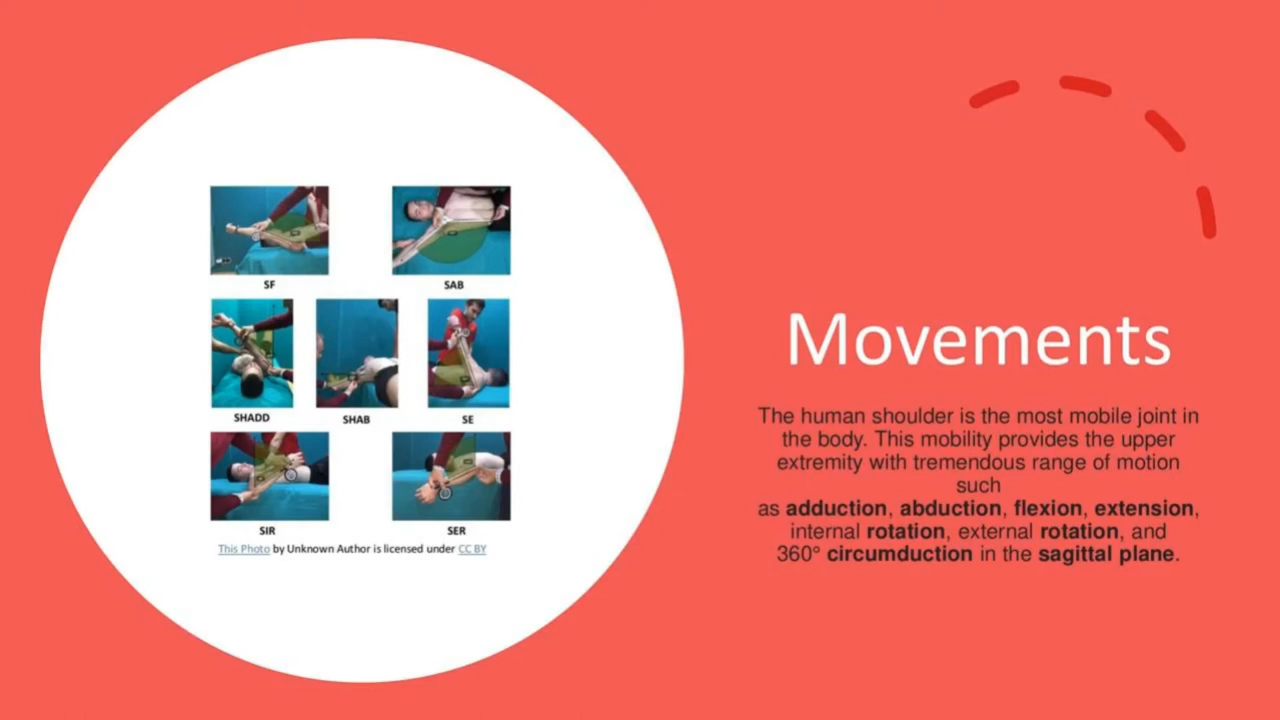 SF
SAB
SHADD
SHAB
SE
SIR
SER
This Photo by Unknown Author is licensed under CC BY
Movements
The human shoulder is the most mobile joint in
the body. This mobility provides the upper
extremity with tremendous range of motion
such
as adduction, abduction, flexion, extension,
internal rotation, external rotation, and
360° circumduction in the sagittal plane.